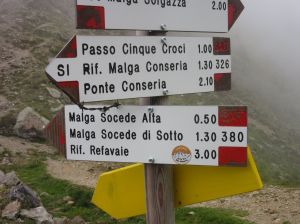 Malga Sorgazza 2.00
Passo Cinque Croci 1.00
SI Rif. Malga Conseria 1.30 326
Ponte Conseria 2.10
Malga Socede Alta 0.50
Malga Socede di Sotto 1.30 380
Rif. Refavaie 3.00